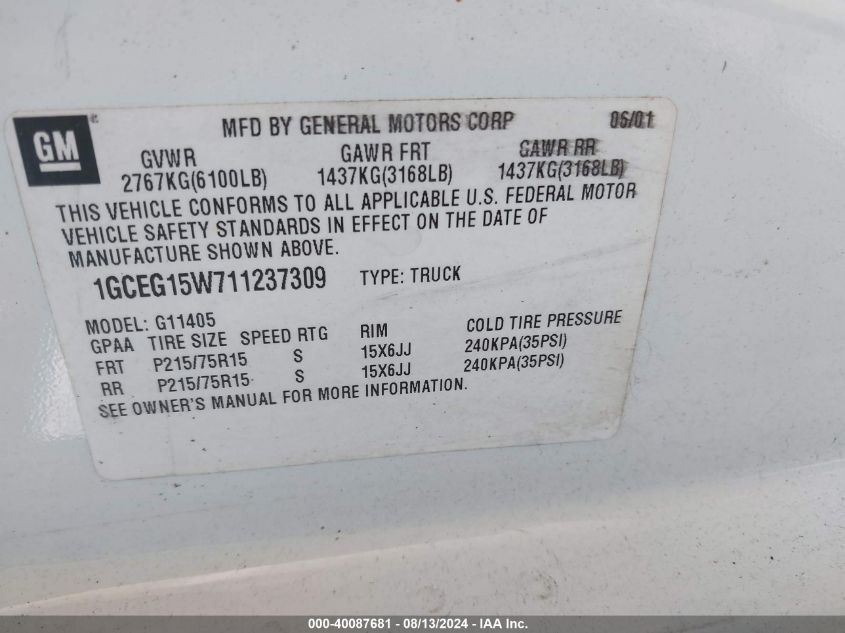 GM
MFD BY GENERAL MOTORS CORP 06/01
GVWR GAWR FRT GAWR RR
2767KG(6100LB) 1437KG(3168LB) 1437KG(3168LB)
THIS VEHICLE CONFORMS TO ALL APPLICABLE U.S. FEDERAL MOTOR
VEHICLE SAFETY STANDARDS IN EFFECT ON THE DATE OF
MANUFACTURE SHOWN ABOVE.
1GCEG15W711237309 TYPE: TRUCK
MODEL: G11405
GPAA TIRE SIZE SPEED RTG RIM COLD TIRE PRESSURE
FRT P215/75R15 S 15X6JJ 240KPA(35PSI)
RR P215/75R15 S 15X6JJ 240KPA(35PSI)
SEE OWNER'S MANUAL FOR MORE INFORMATION.
000-40087681 - 08/13/2024 - IAA Inc.